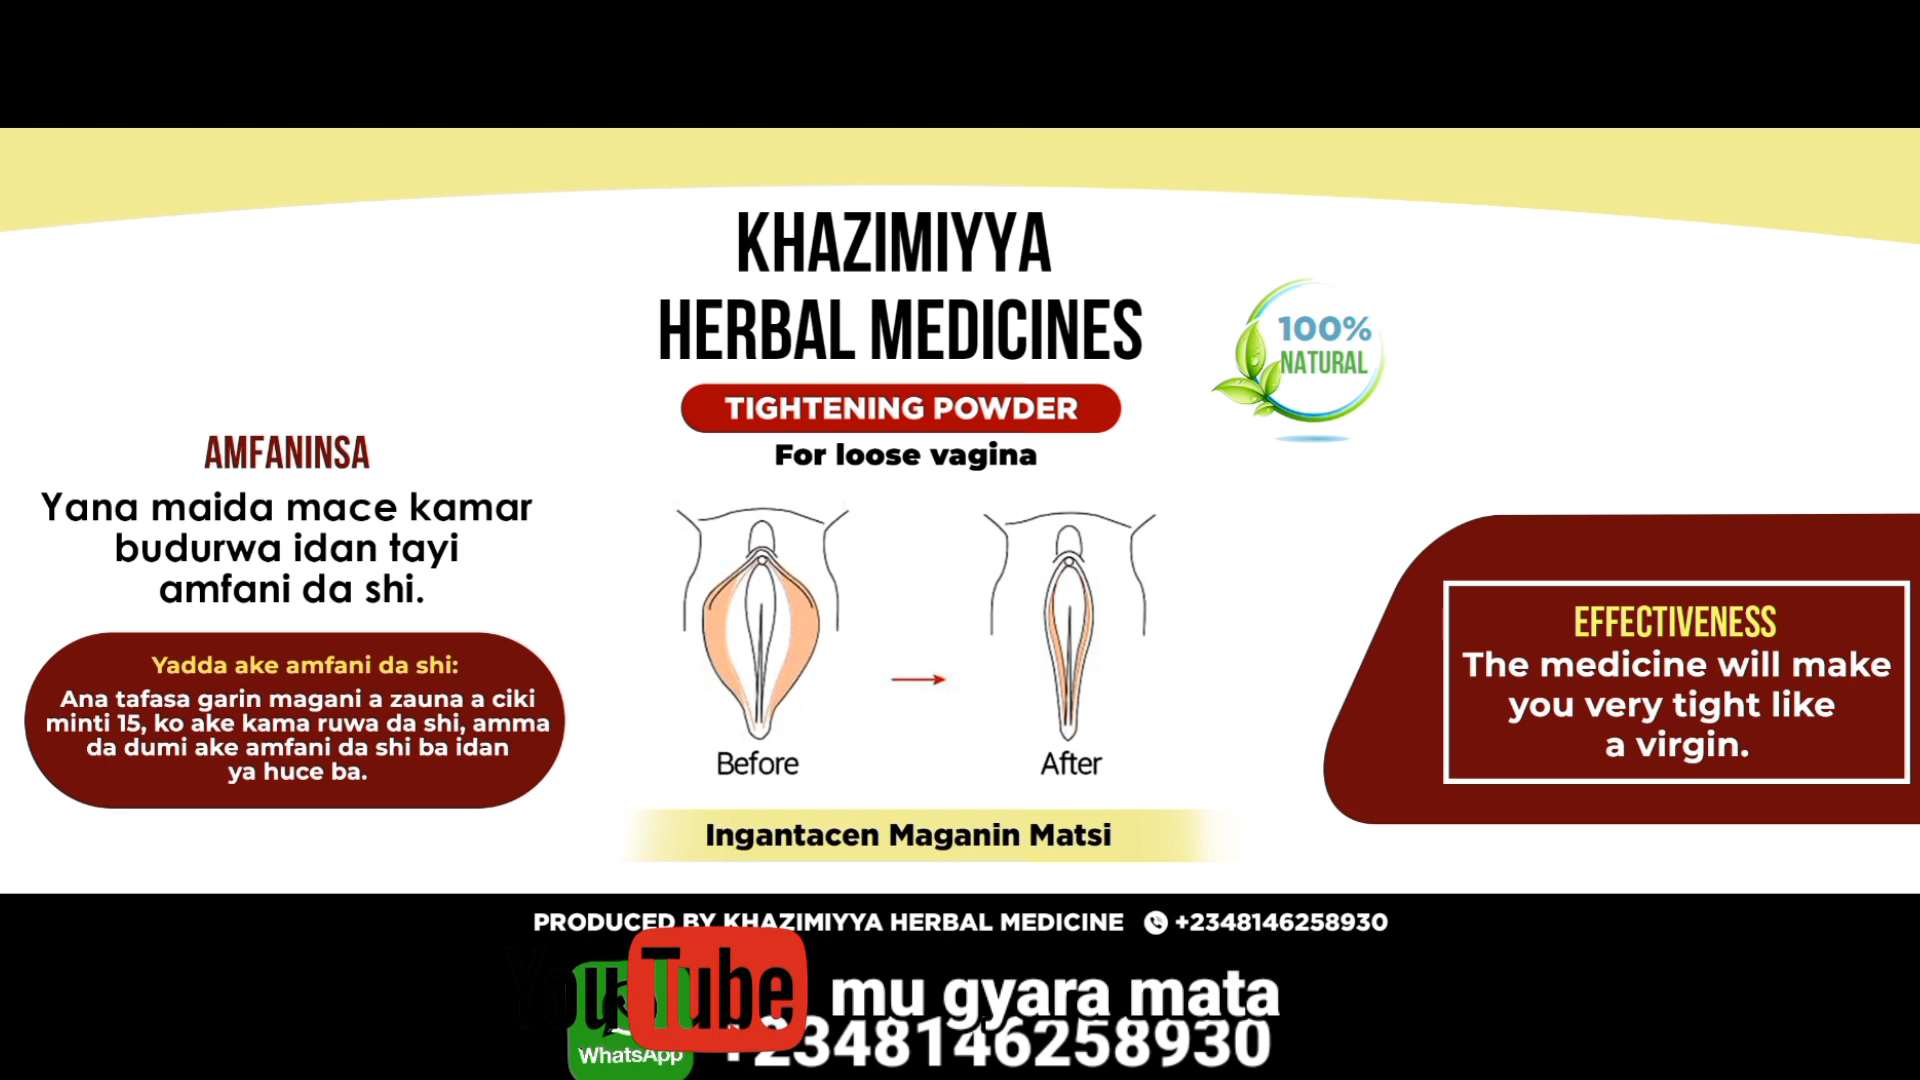 KHAZIMIYYA
HERBAL MEDICINES
100%
NATURAL
TIGHTENING POWDER
For loose vagina
AMFANINSA
Yana maida mace kamar
budurwa idan tayi
amfani da shi.
Yadda ake amfani da shi:
Ana tafasa garin magani a zauna a ciki
minti 15, ko ake kama ruwa da shi, amma
da dumi ake amfani da shi ba idan
ya huce ba.
Before
After
EFFECTIVENESS
The medicine will make
you very tight like
a virgin.
Ingantacen Maganin Matsi
PRODUCED BY KHAZIMIYYA HERBAL MEDICINE +2348146258930
YouTube mu gyara mata
WhatsApp +2348146258930